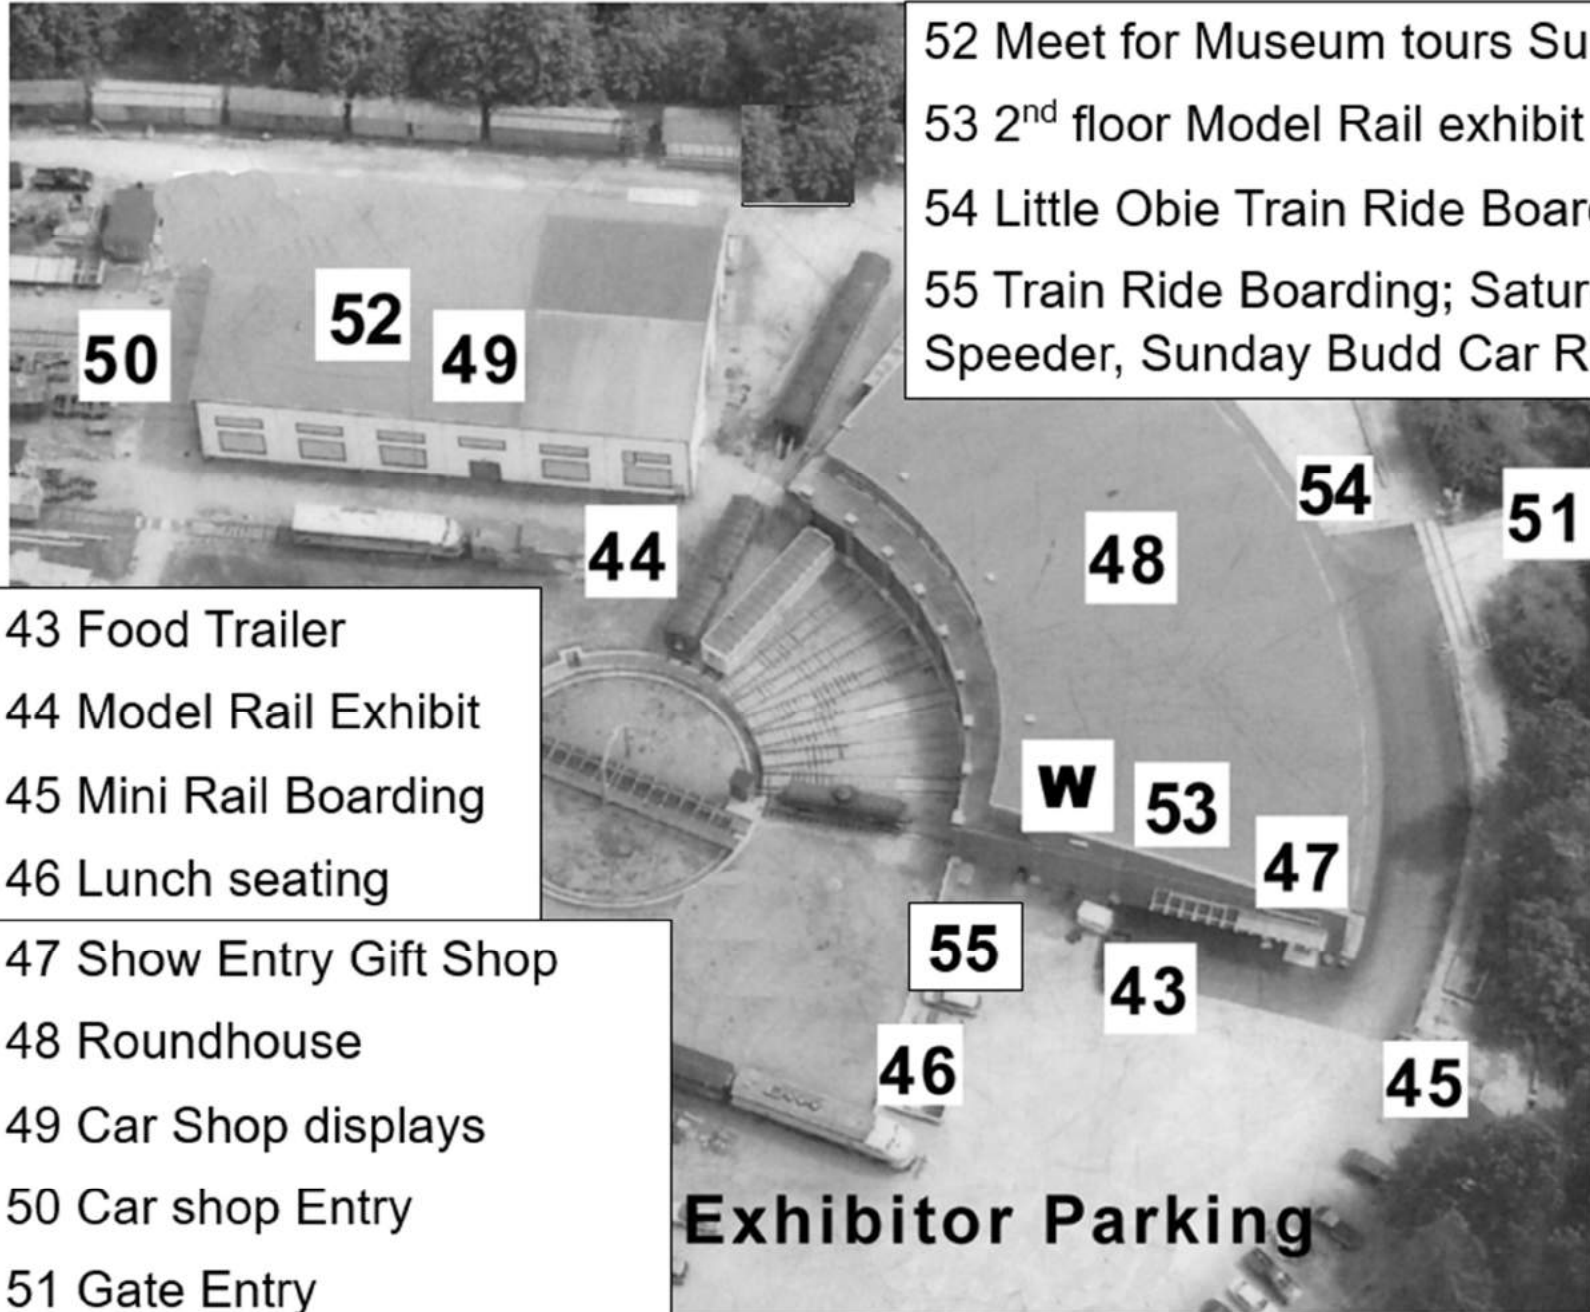 52 Meet for Museum tours Su
53 2nd floor Model Rail exhibit
54 Little Obie Train Ride Boar
55 Train Ride Boarding; Satur
Speeder, Sunday Budd Car R
52
49
50
54
51
48
44
43 Food Trailer
44 Model Rail Exhibit
45 Mini Rail Boarding
46 Lunch seating
47 Show Entry Gift Shop
48 Roundhouse
49 Car Shop displays
50 Car shop Entry
51 Gate Entry
W
53
47
55
43
46
45
Exhibitor Parking